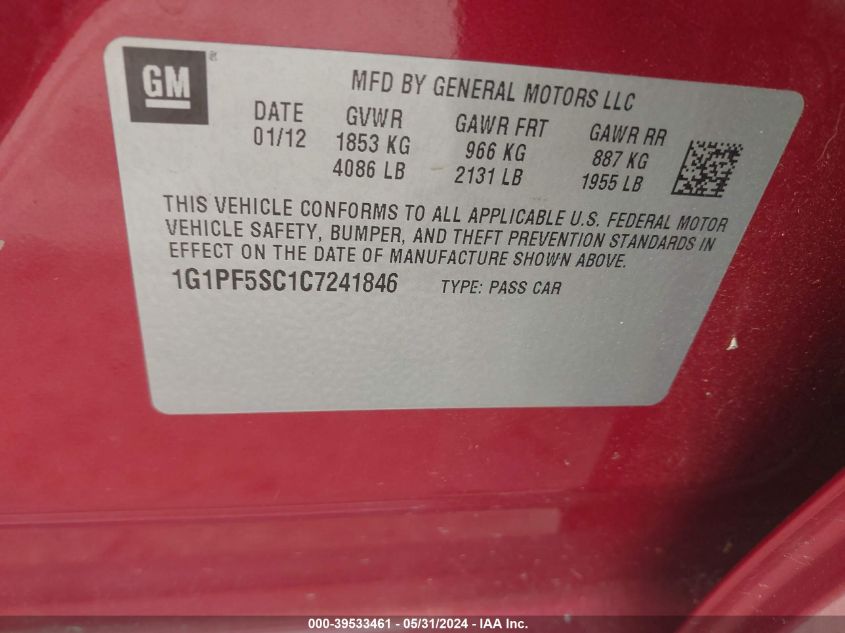 GM®
MFD BY GENERAL MOTORS LLC
DATE GVWR GAWR FRT GAWR RR
01/12 1853 KG 966 KG 887 KG
4086 LB 2131 LB 1955 LB
THIS VEHICLE CONFORMS TO ALL APPLICABLE U.S. FEDERAL MOTOR
VEHICLE SAFETY, BUMPER, AND THEFT PREVENTION STANDARDS IN
EFFECT ON THE DATE OF MANUFACTURE SHOWN ABOVE.
1G1PF5SC1C7241846 TYPE: PASS CAR
000-39533461 - 05/31/2024 - IAA Inc.